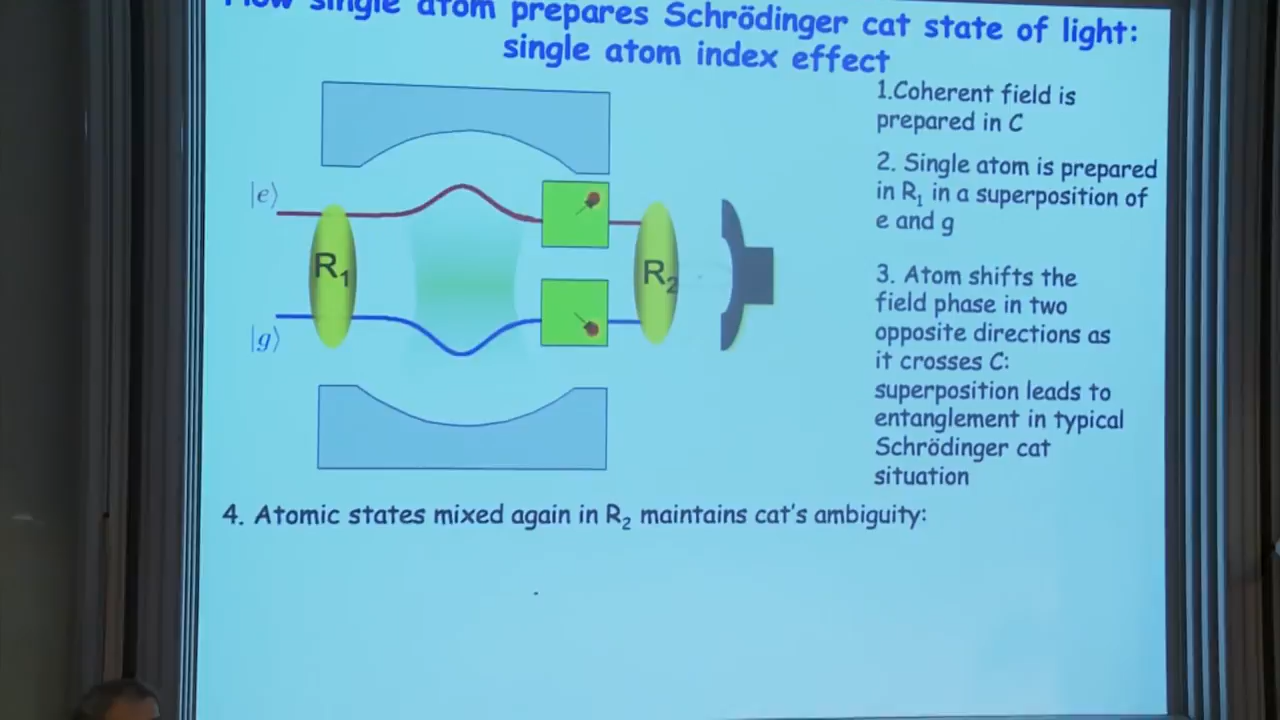 How single atom prepares Schrödinger cat state of light:
single atom index effect
1.Coherent field is
prepared in C
|e⟩
2. Single atom is prepared
in R₁ in a superposition of
e and g
R₁
R₂
3. Atom shifts the
field phase in two
opposite directions as
it crosses C:
superposition leads to
entanglement in typical
Schrödinger cat
situation
|g⟩
4. Atomic states mixed again in R₂ maintains cat's ambiguity: